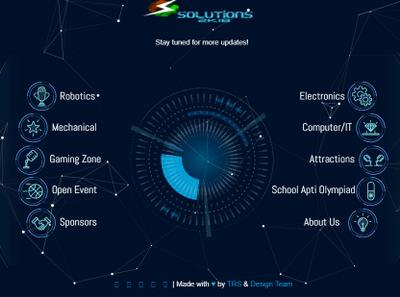 SOLUTIONS
2K18
Stay tuned for more updates!
Robotics
Electronics
Mechanical
Computer/IT
Gaming Zone
Attractions
Open Event
School Apti Olympiad
Sponsors
About Us
| Made with ♥ by TRS & Design Team